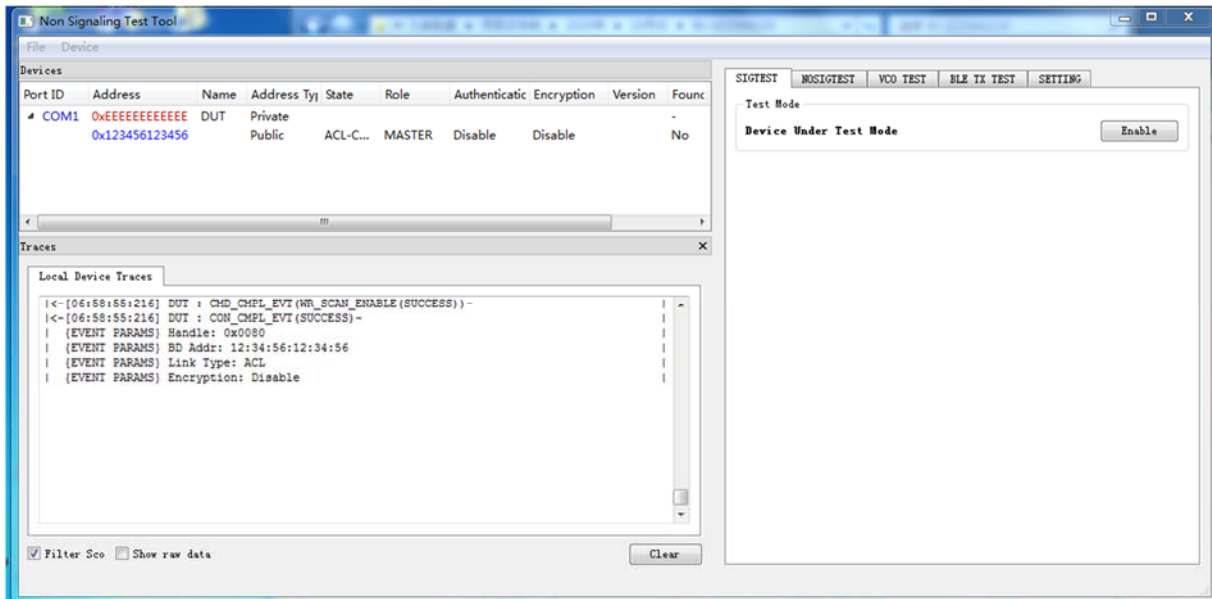 Non Signaling Test Tool
File Device
Devices
Port ID Address Name Address Typ State Role Authenticatic Encryption Version Founc
COM1 0xEEEEEEEEEEEE DUT Private -
0x123456123456 Public ACL-C... MASTER Disable Disable No
Traces
Local Device Traces
|<-[06:58:55:216] DUT : CMD_CMPL_EVT(WR_SCAN_ENABLE(SUCCESS))- |
|<-[06:58:55:216] DUT : CON_CMPL_EVT(SUCCESS)- |
| {EVENT PARAMS} Handle: 0x0080 |
| {EVENT PARAMS} BD Addr: 12:34:56:12:34:56 |
| {EVENT PARAMS} Link Type: ACL |
| {EVENT PARAMS} Encryption: Disable |
Filter Sco Show raw data Clear
SIGTEST NOSIGTEST VCO TEST BLE TX TEST SETTING
Test Mode
Device Under Test Mode Enable